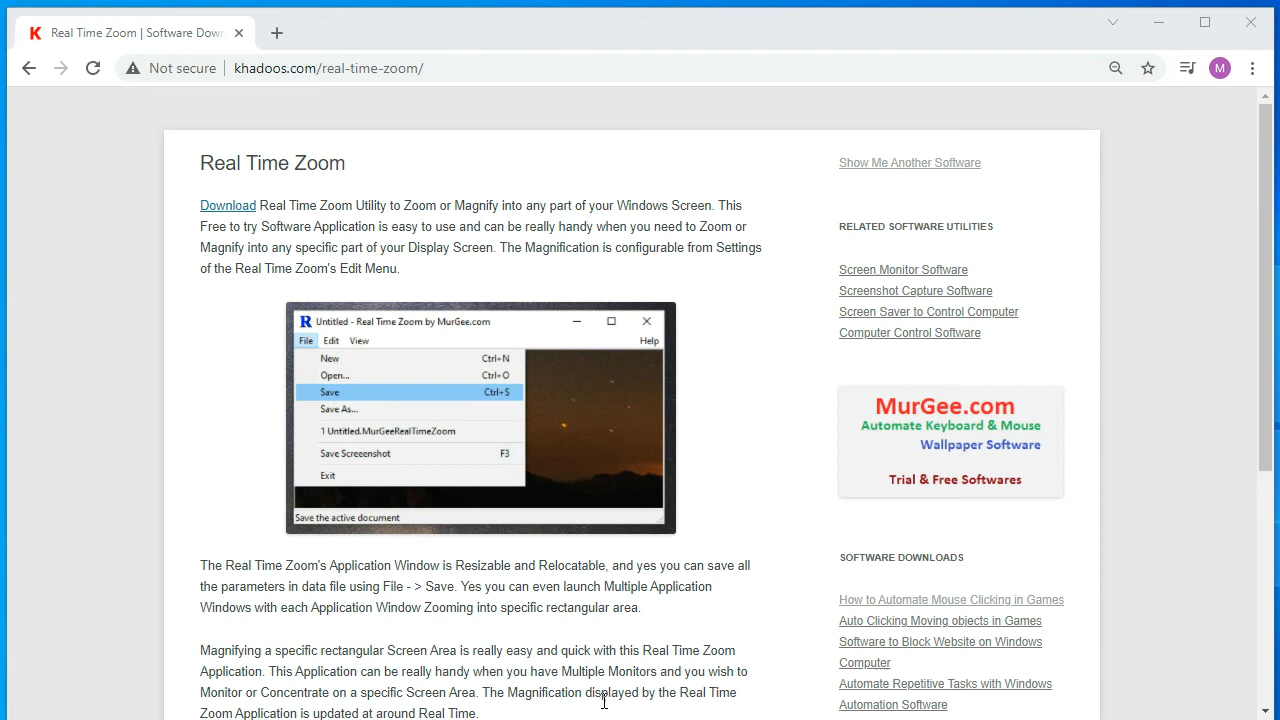 K Real Time Zoom | Software Down
Not secure khadoos.com/real-time-zoom/
M
Real Time Zoom
Download Real Time Zoom Utility to Zoom or Magnify into any part of your Windows Screen. This
Free to try Software Application is easy to use and can be really handy when you need to Zoom or
Magnify into any specific part of your Display Screen. The Magnification is configurable from Settings
of the Real Time Zoom's Edit Menu.
R Untitled - Real Time Zoom by MurGee.com
File Edit View Help
New Ctrl+N
Open... Ctrl+O
Save Ctrl+S
Save As...
1 Untitled.MurGeeRealTimeZoom
Save Screeenshot F3
Exit
Save the active document
The Real Time Zoom's Application Window is Resizable and Relocatable, and yes you can save all
the parameters in data file using File - > Save. Yes you can even launch Multiple Application
Windows with each Application Window Zooming into specific rectangular area.
Magnifying a specific rectangular Screen Area is really easy and quick with this Real Time Zoom
Application. This Application can be really handy when you have Multiple Monitors and you wish to
Monitor or Concentrate on a specific Screen Area. The Magnification displayed by the Real Time
Zoom Application is updated at around Real Time.
Show Me Another Software
RELATED SOFTWARE UTILITIES
Screen Monitor Software
Screenshot Capture Software
Screen Saver to Control Computer
Computer Control Software
MurGee.com
Automate Keyboard & Mouse
Wallpaper Software
Trial & Free Softwares
SOFTWARE DOWNLOADS
How to Automate Mouse Clicking in Games
Auto Clicking Moving objects in Games
Software to Block Website on Windows
Computer
Automate Repetitive Tasks with Windows
Automation Software